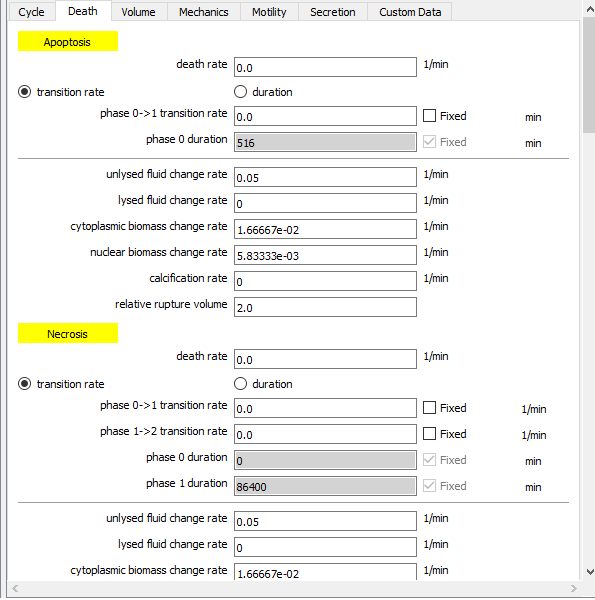 Cycle Death Volume Mechanics Motility Secretion Custom Data
Apoptosis
death rate 0.0 1/min
transition rate duration
phase 0->1 transition rate 0.0 Fixed min
phase 0 duration 516 Fixed min
unlysed fluid change rate 0.05 1/min
lysed fluid change rate 0 1/min
cytoplasmic biomass change rate 1.66667e-02 1/min
nuclear biomass change rate 5.83333e-03 1/min
calcification rate 0 1/min
relative rupture volume 2.0
Necrosis
death rate 0.0 1/min
transition rate duration
phase 0->1 transition rate 0.0 Fixed 1/min
phase 1->2 transition rate 0.0 Fixed 1/min
phase 0 duration 0 Fixed min
phase 1 duration 86400 Fixed min
unlysed fluid change rate 0.05 1/min
lysed fluid change rate 0 1/min
cytoplasmic biomass change rate 1.66667e-02 1/min